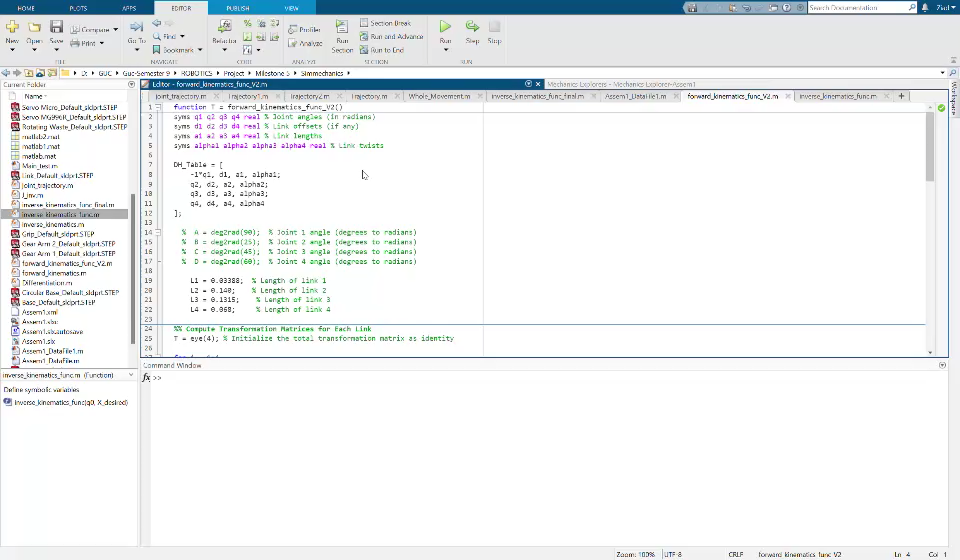 HOME PLOTS APPS EDITOR PUBLISH VIEW Search Documentation Ziad
New Open Save Compare Print Go To Find Bookmark Refactor Profiler Analyze Run Section Section Break Run and Advance Run to End Run Step Stop
FILE NAVIGATE CODE ANALYZE SECTION RUN
D: GUC Guc-Semester 9 ROBOTICS Project Milestone 5 Simmechanics
Current Folder
Name
Servo Micro_Default_sldprt.STEP
Servo MG996R_Default_sldprt.STEP
Rotating Waste_Default_sldprt.STEP
matlab2.mat
matlab.mat
Main_test.m
Link_Default_sldprt.STEP
Joint_trajectory.m
J_inv.m
inverse_kinematics_func_final.m
inverse_kinematics_func.m
inverse_kinematics.m
Grip_Default_sldprt.STEP
Gear Arm 2_Default_sldprt.STEP
Gear Arm 1_Default_sldprt.STEP
forward_kinematics_func_V2.m
forward_kinematics.m
Differentiation.m
Circular Base_Default_sldprt.STEP
Base_Default_sldprt.STEP
Assem1.xml
Assem1.slxc
Assem1.slx.autosave
Assem1.slx
Assem1_DataFile1.m
Assem1_DataFile.m
inverse_kinematics_func.m (Function)
Define symbolic variables
inverse_kinematics_func(q0, X_desired)
Editor - forward_kinematics_func_V2.m Mechanics Explorers - Mechanics Explorer-Assem1
joint_trajectory.m Trajectory1.m Trajectory2.m Trajectory.m Whole_Movement.m inverse_kinematics_func_final.m Assem1_DataFile1.m forward_kinematics_func_V2.m inverse_kinematics_func.m
1 function T = forward_kinematics_func_V2()
2 syms q1 q2 q3 q4 real % Joint angles (in radians)
3 syms d1 d2 d3 d4 real % Link offsets (if any)
4 syms a1 a2 a3 a4 real % Link lengths
5 syms alpha1 alpha2 alpha3 alpha4 real % Link twists
6
7 DH_Table = [
8 -1*q1, d1, a1, alpha1;
9 q2, d2, a2, alpha2;
10 q3, d3, a3, alpha3;
11 q4, d4, a4, alpha4
12 ];
13
14 % A = deg2rad(90); % Joint 1 angle (degrees to radians)
15 % B = deg2rad(25); % Joint 2 angle (degrees to radians)
16 % C = deg2rad(45); % Joint 3 angle (degrees to radians)
17 % D = deg2rad(60); % Joint 4 angle (degrees to radians)
18
19 L1 = 0.03388; % Length of link 1
20 L2 = 0.140; % Length of link 2
21 L3 = 0.1315; % Length of link 3
22 L4 = 0.068; % Length of link 4
23
24 %% Compute Transformation Matrices for Each Link
25 T = eye(4); % Initialize the total transformation matrix as identity
26
Command Window
fx >>
Workspace
Zoom: 100% UTF-8 CRLF forward_kinematics_func_V2 Ln 4 Col 1